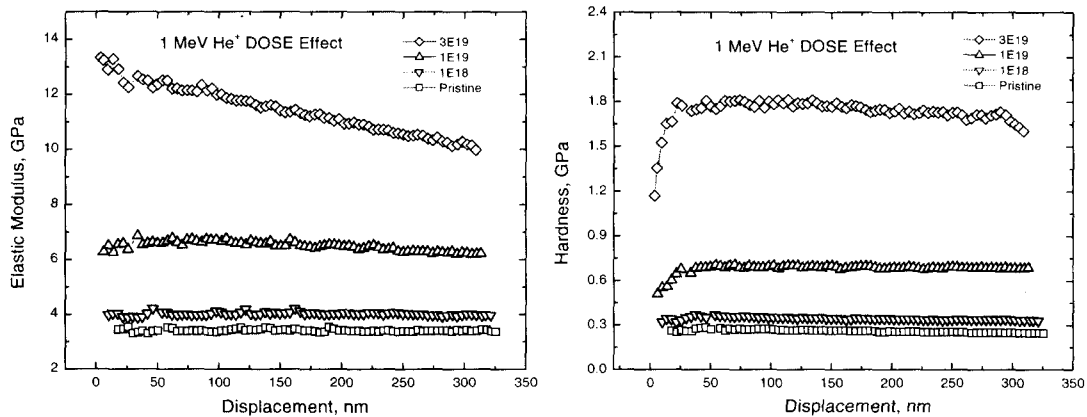 1 MeV He+ DOSE Effect
3E19
1E19
1E18
Pristine
Elastic Modulus, GPa
14
12
10
8
6
4
2
0
50
100
150
200
250
300
350
Displacement, nm
1 MeV He+ DOSE Effect
3E19
1E19
1E18
Pristine
Hardness, GPa
2.4
2.1
1.8
1.5
1.2
0.9
0.6
0.3
0.0
0
50
100
150
200
250
300
350
Displacement, nm